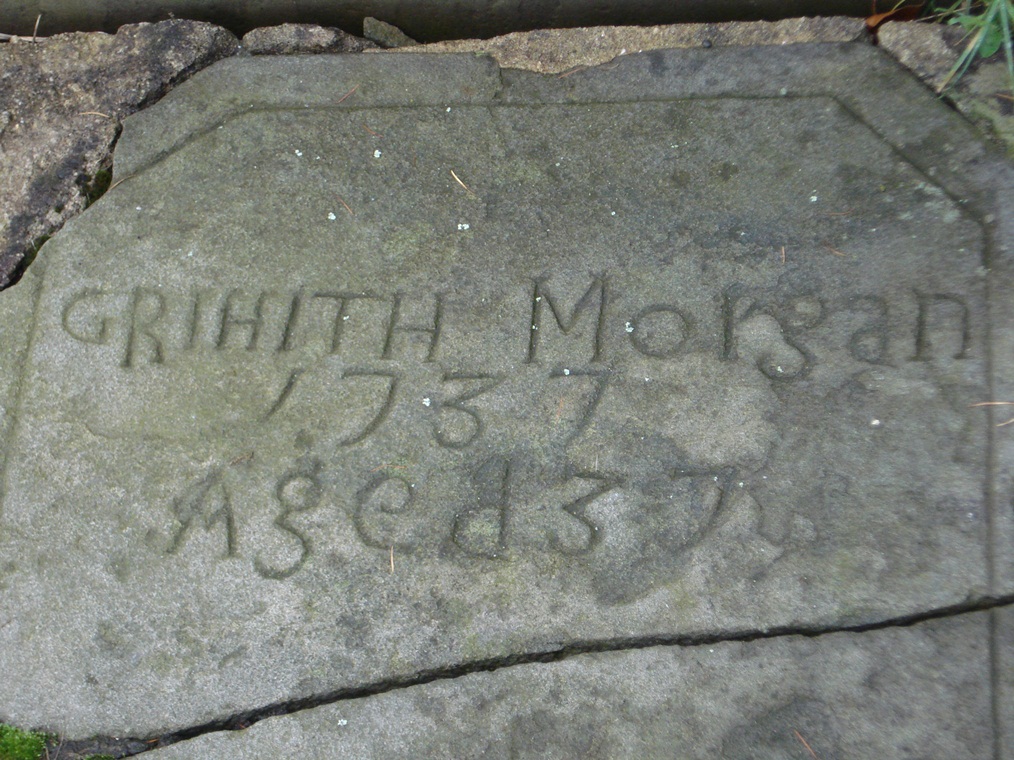 GRIHITH Morgan
1737
Aged 37